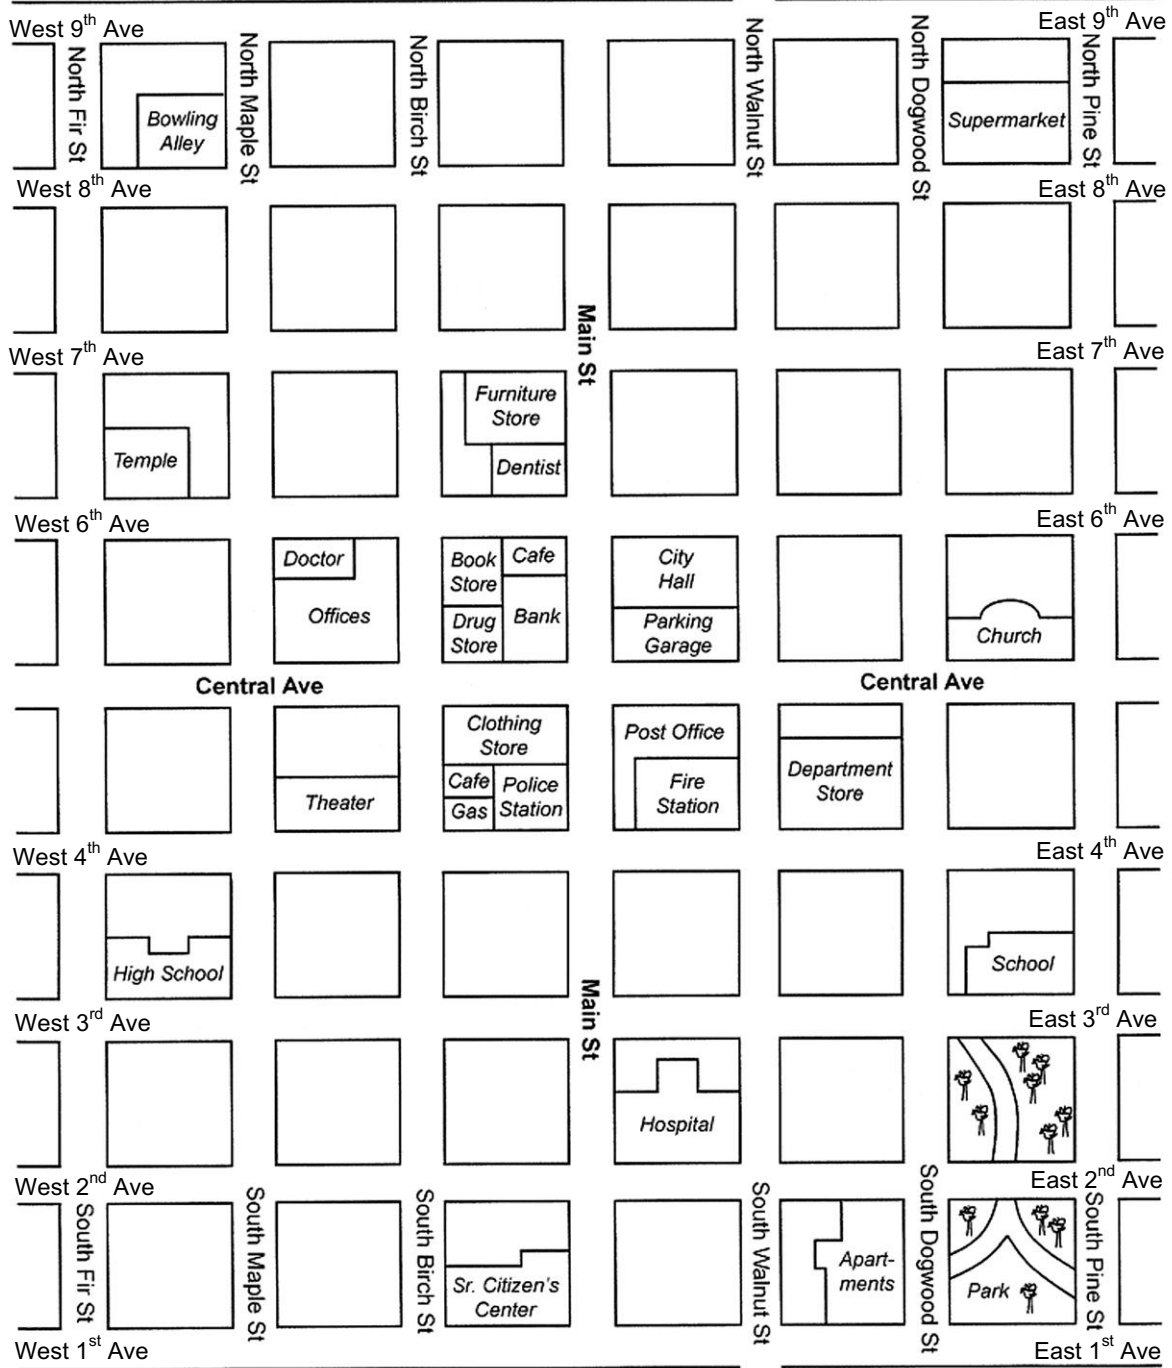 West 9th Ave
East 9th Ave
North Fir St
North Maple St
North Birch St
North Walnut St
North Dogwood St
North Pine St
Bowling
Alley
Supermarket
West 8th Ave
East 8th Ave
Main St
West 7th Ave
East 7th Ave
Furniture
Store
Temple
Dentist
West 6th Ave
East 6th Ave
Doctor
Offices
Book
Store
Cafe
Drug
Store
Bank
City
Hall
Parking
Garage
Church
Central Ave
Central Ave
Clothing
Store
Cafe
Gas
Police
Station
Post Office
Fire
Station
Department
Store
Theater
West 4th Ave
East 4th Ave
High School
School
Main St
West 3rd Ave
East 3rd Ave
Hospital
West 2nd Ave
East 2nd Ave
South Fir St
South Maple St
South Birch St
South Walnut St
South Dogwood St
South Pine St
Sr. Citizen's
Center
Apart-
ments
Park
West 1st Ave
East 1st Ave